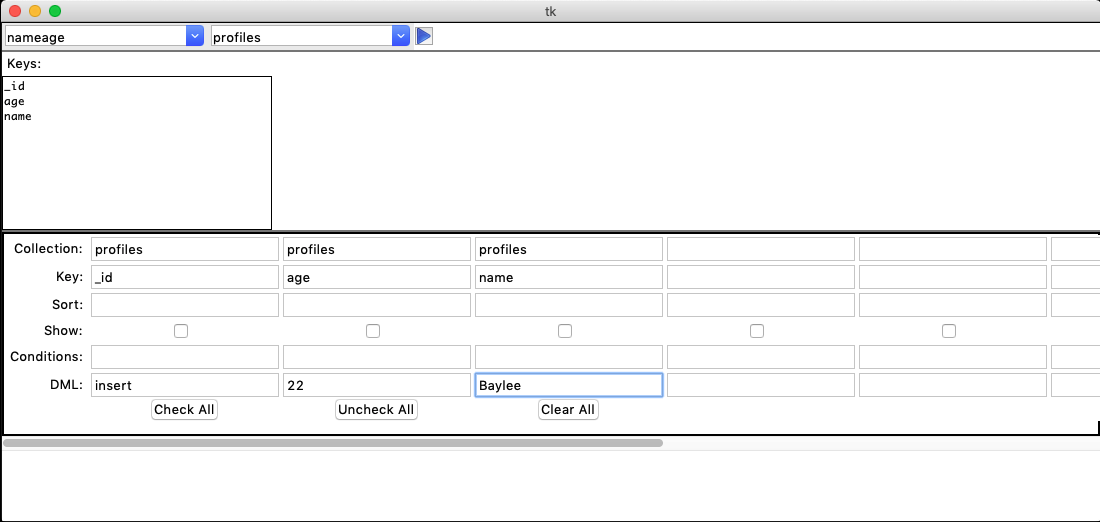 tk
nameage profiles
Keys:
_id
age
name
Collection: profiles profiles profiles
Key: _id age name
Sort:
Show:
Conditions:
DML: insert 22 Baylee
Check All Uncheck All Clear All